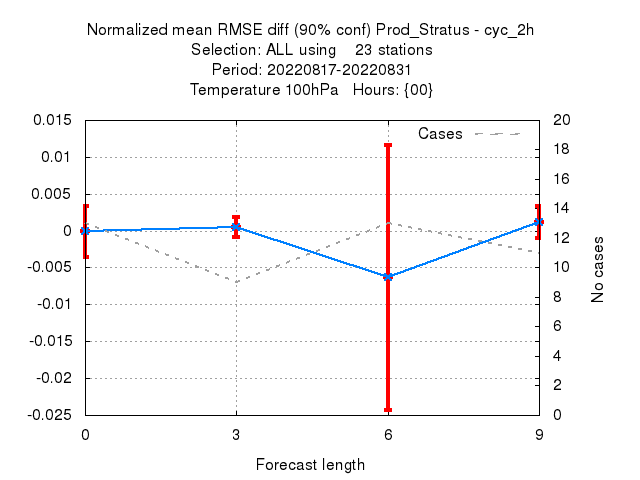 Normalized mean RMSE diff (90% conf) Prod_Stratus - cyc_2h
Selection: ALL using    23 stations
Period: 20220817-20220831
Temperature 100hPa   Hours: {00}
Cases
0.015
0.01
0.005
0
-0.005
-0.01
-0.015
-0.02
-0.025
20
18
16
14
12
10
8
6
4
2
0
No cases
0 3 6 9
Forecast length